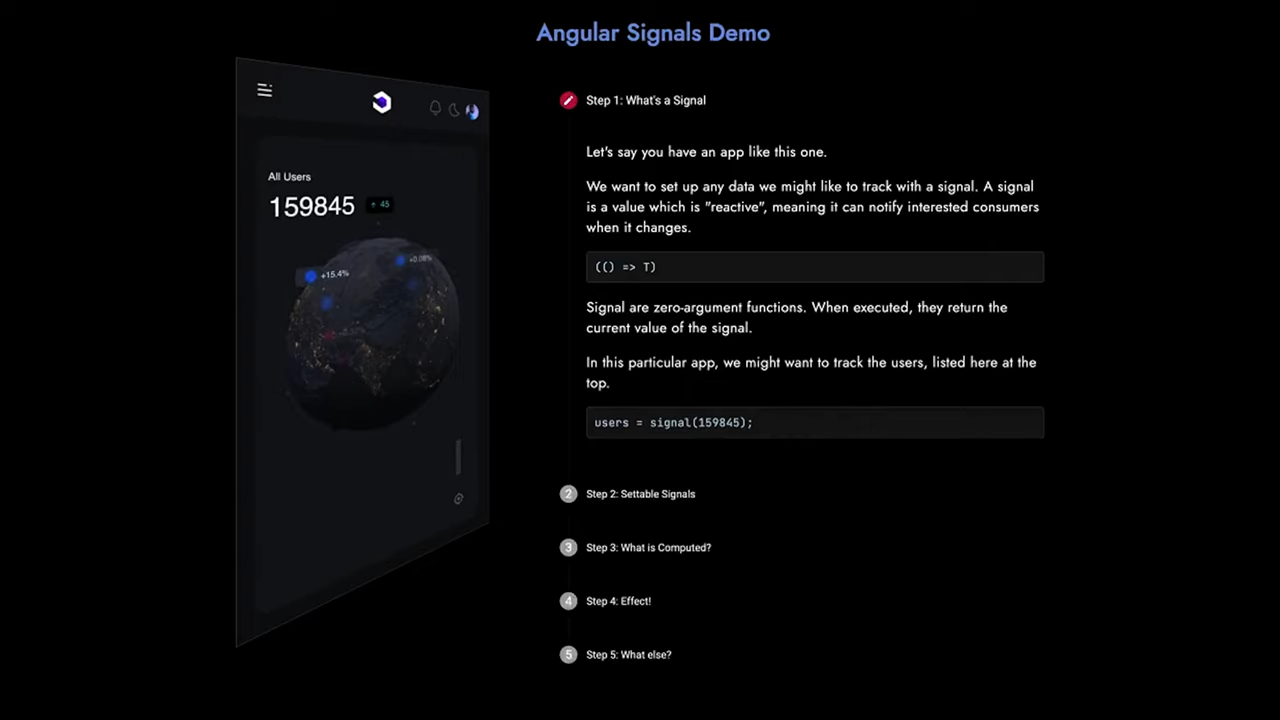 Angular Signals Demo
All Users
159845
↑ 45
+15.4%
+0.08%
Step 1: What's a Signal
Let's say you have an app like this one.
We want to set up any data we might like to track with a signal. A signal
is a value which is "reactive", meaning it can notify interested consumers
when it changes.
(() => T)
Signal are zero-argument functions. When executed, they return the
current value of the signal.
In this particular app, we might want to track the users, listed here at the
top.
users = signal(159845);
2 Step 2: Settable Signals
3 Step 3: What is Computed?
4 Step 4: Effect!
5 Step 5: What else?